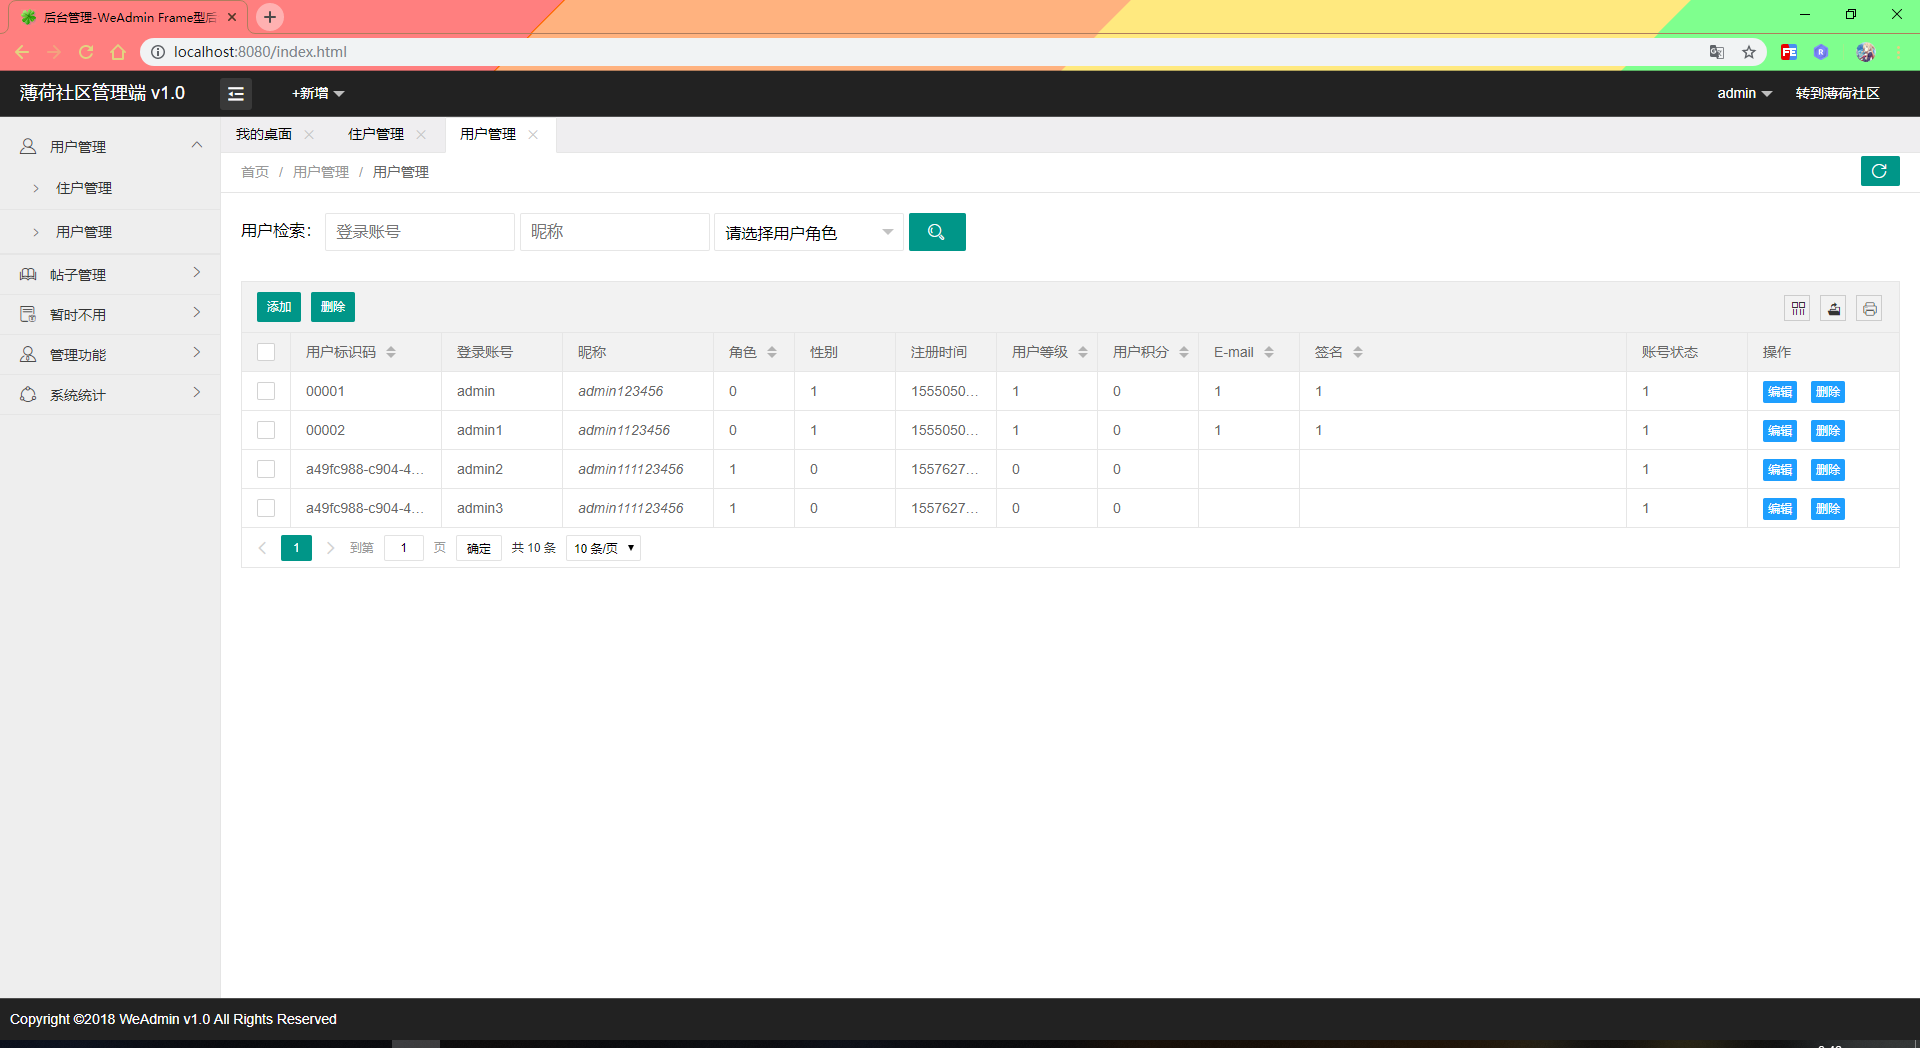 后台管理-WeAdmin Frame型后
localhost:8080/index.html
薄荷社区管理端 v1.0
+新增
admin
转到薄荷社区
用户管理
住户管理
用户管理
帖子管理
暂时不用
管理功能
系统统计
我的桌面 住户管理 用户管理
首页 / 用户管理 / 用户管理
用户检索: 登录账号 昵称 请选择用户角色
添加 删除
用户标识码 登录账号 昵称 角色 性别 注册时间 用户等级 用户积分 E-mail 签名 账号状态 操作
00001 admin admin123456 0 1 1555050... 1 0 1 1 1 编辑 删除
00002 admin1 admin1123456 0 1 1555050... 1 0 1 1 1 编辑 删除
a49fc988-c904-4... admin2 admin111123456 1 0 1557627... 0 0 1 编辑 删除
a49fc988-c904-4... admin3 admin111123456 1 0 1557627... 0 0 1 编辑 删除
1 到第 1 页 确定 共 10 条 10 条/页
Copyright ©2018 WeAdmin v1.0 All Rights Reserved